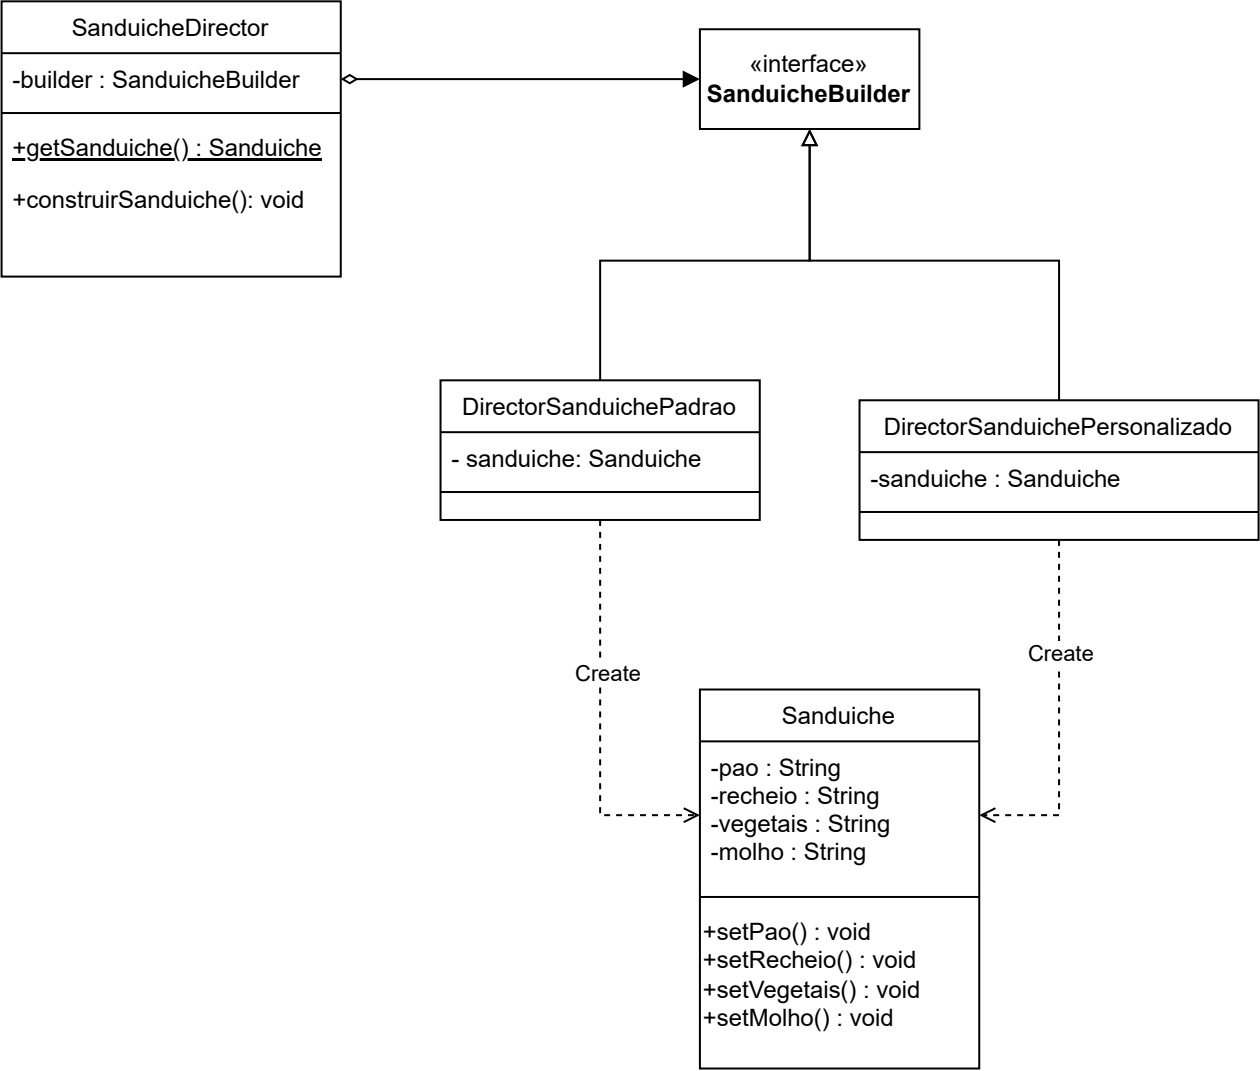 SanduicheDirector
-builder : SanduicheBuilder
+getSanduiche() : Sanduiche
+construirSanduiche(): void
«interface»
SanduicheBuilder
DirectorSanduichePadrao
- sanduiche: Sanduiche
DirectorSanduichePersonalizado
-sanduiche : Sanduiche
Create
Create
Sanduiche
-pao : String
-recheio : String
-vegetais : String
-molho : String
+setPao() : void
+setRecheio() : void
+setVegetais() : void
+setMolho() : void